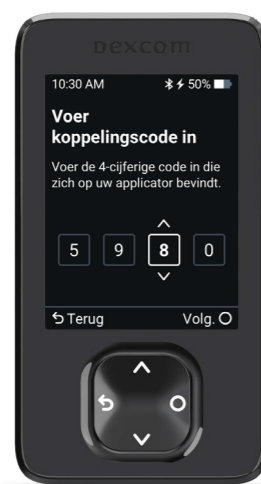 Dexcom
10:30 AM 50%
Voer
koppelingscode in
Voer de 4-cijferige code in die
zich op uw applicator bevindt.
5 9 8 0
Terug Volg.